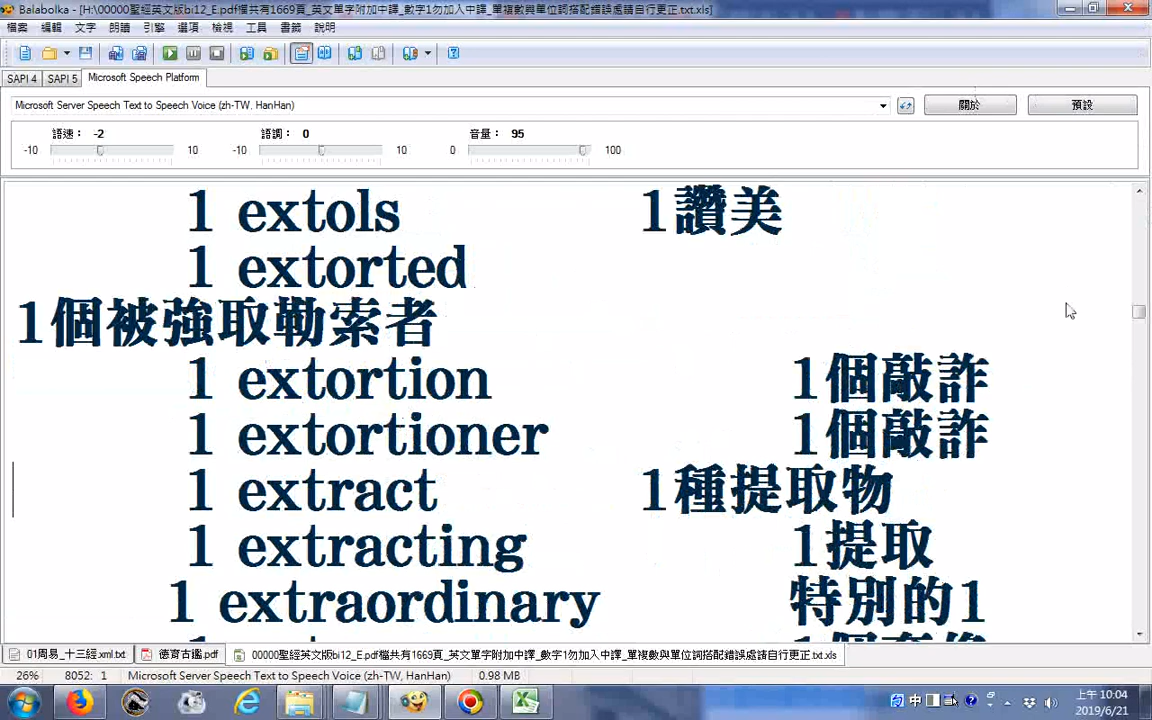 Balabolka - [H:\00000聖經英文版bi12_E.pdf檔共有1669頁_英文單字附加中譯_數字1勿加入中譯_單複數與單位詞搭配錯誤處請自行更正.txt.xls]
檔案 編輯 文字 朗讀 引擎 選項 檢視 工具 書籤 說明
SAPI 4 SAPI 5 Microsoft Speech Platform
Microsoft Server Speech Text to Speech Voice (zh-TW, HanHan) 關於 預設
語速： -2 語調： 0 音量： 95
-10 10 -10 10 0 100
1 extols 1讚美
1 extorted
1個被強取勒索者
1 extortion 1個敲詐
1 extortioner 1個敲詐
1 extract 1種提取物
1 extracting 1提取
1 extraordinary 特別的1
01周易_十三經.xml.txt 德育古鑑.pdf 00000聖經英文版bi12_E.pdf檔共有1669頁_英文單字附加中譯_數字1勿加入中譯_單複數與單位詞搭配錯誤處請自行更正.txt.xls
26% 8052: 1 Microsoft Server Speech Text to Speech Voice (zh-TW, HanHan) 0.98 MB
中 上午 10:04
2019/6/21